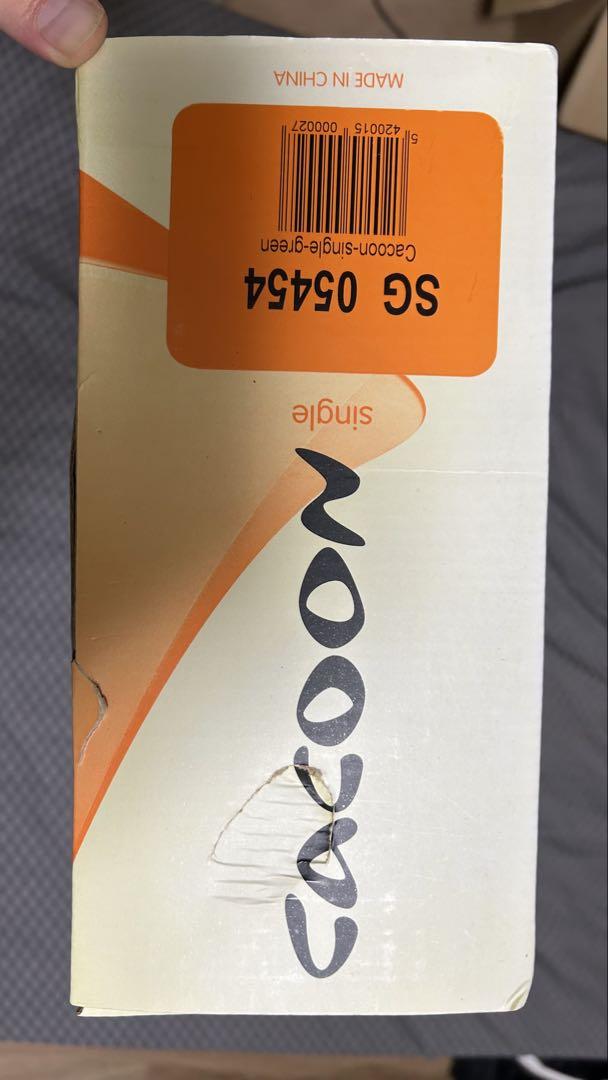 CACOON
single
SG 05454
Cacoon-single-green
5 420015 000027
MADE IN CHINA